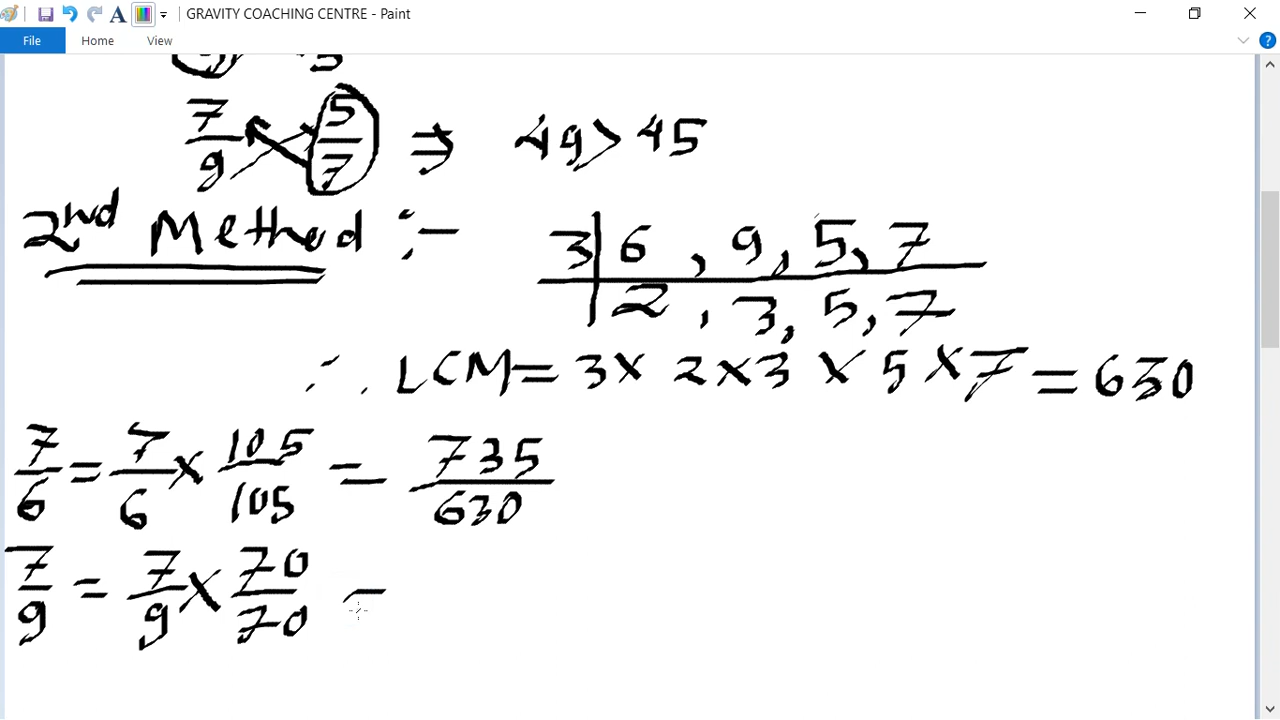 GRAVITY COACHING CENTRE - Paint
File Home View
7/9 5/7 ⇒ 49 > 45
2nd Method :-
3 | 6, 9, 5, 7
2, 3, 5, 7
∴ LCM = 3 × 2 × 3 × 5 × 7 = 630
7/6 = 7/6 × 105/105 = 735/630
7/9 = 7/9 × 70/70 =